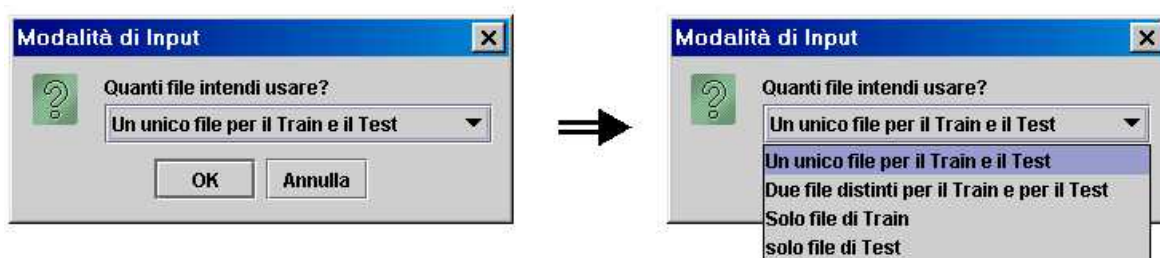 Modalità di Input
Quanti file intendi usare?
Un unico file per il Train e il Test
OK Annulla
Modalità di Input
Quanti file intendi usare?
Un unico file per il Train e il Test
Un unico file per il Train e il Test
Due file distinti per il Train e per il Test
Solo file di Train
solo file di Test